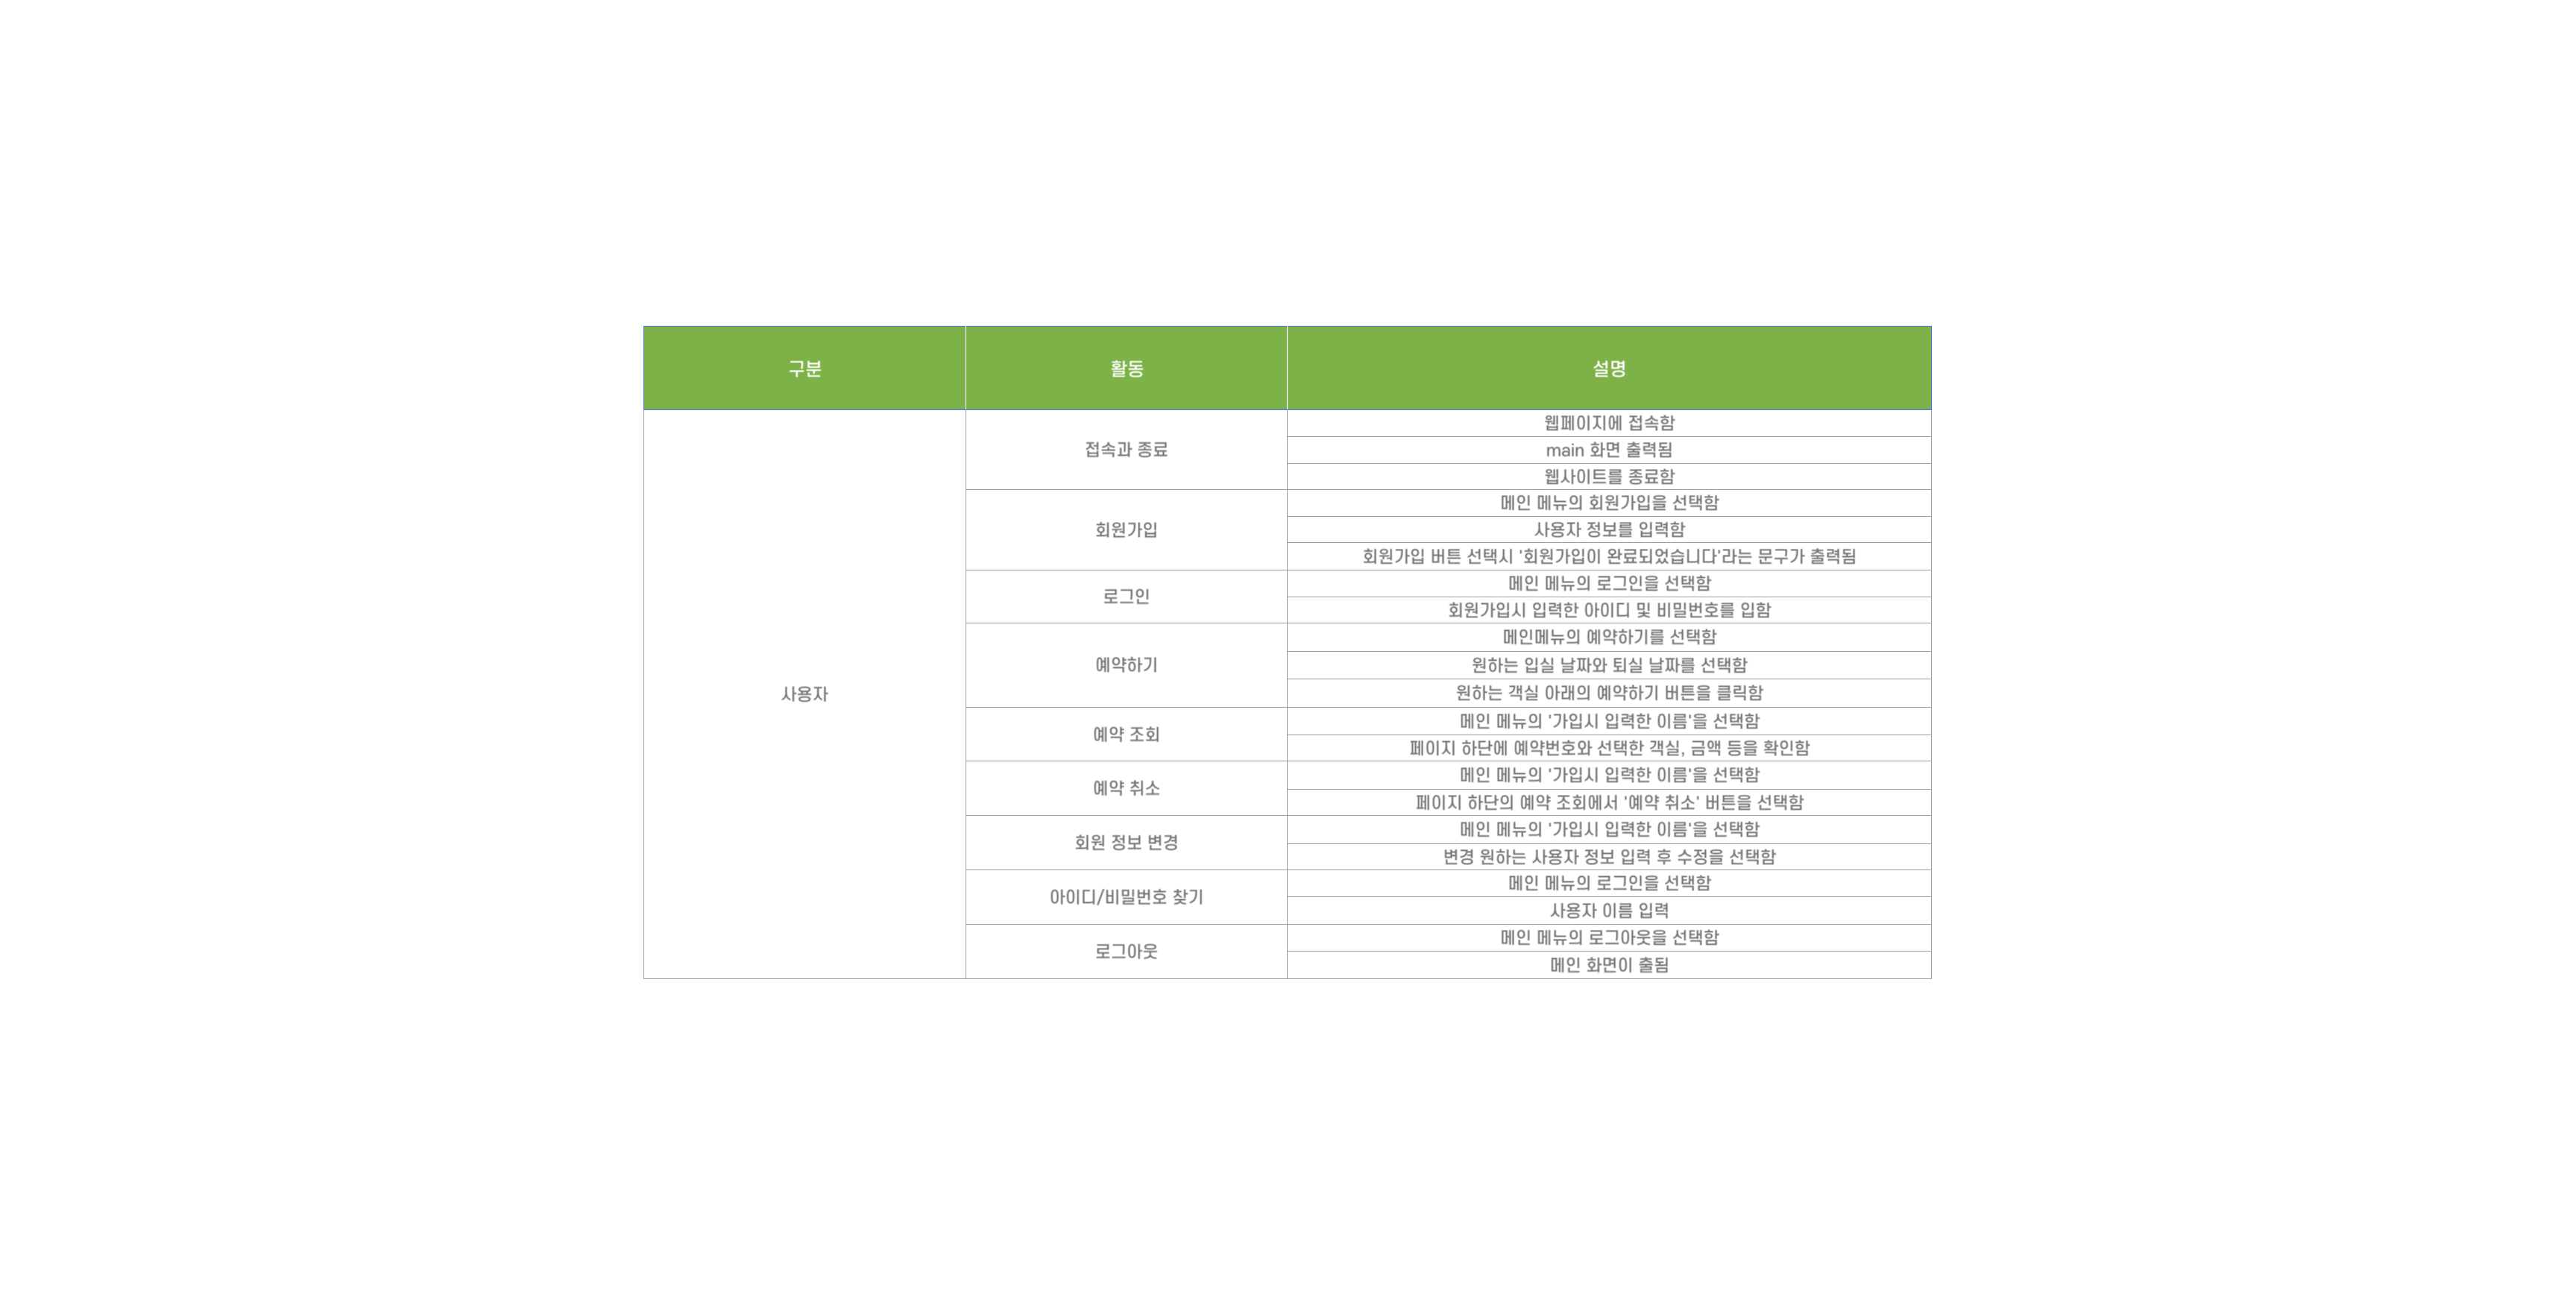 구분 활동 설명
사용자
접속과 종료
웹페이지에 접속함
main 화면 출력됨
웹사이트를 종료함
회원가입
메인 메뉴의 회원가입을 선택함
사용자 정보를 입력함
회원가입 버튼 선택시 '회원가입이 완료되었습니다'라는 문구가 출력됨
로그인
메인 메뉴의 로그인을 선택함
회원가입시 입력한 아이디 및 비밀번호를 입함
예약하기
메인메뉴의 예약하기를 선택함
원하는 입실 날짜와 퇴실 날짜를 선택함
원하는 객실 아래의 예약하기 버튼을 클릭함
예약 조회
메인 메뉴의 '가입시 입력한 이름'을 선택함
페이지 하단에 예약번호와 선택한 객실, 금액 등을 확인함
예약 취소
메인 메뉴의 '가입시 입력한 이름'을 선택함
페이지 하단의 예약 조회에서 '예약 취소' 버튼을 선택함
회원 정보 변경
메인 메뉴의 '가입시 입력한 이름'을 선택함
변경 원하는 사용자 정보 입력 후 수정을 선택함
아이디/비밀번호 찾기
메인 메뉴의 로그인을 선택함
사용자 이름 입력
로그아웃
메인 메뉴의 로그아웃을 선택함
메인 화면이 출됨